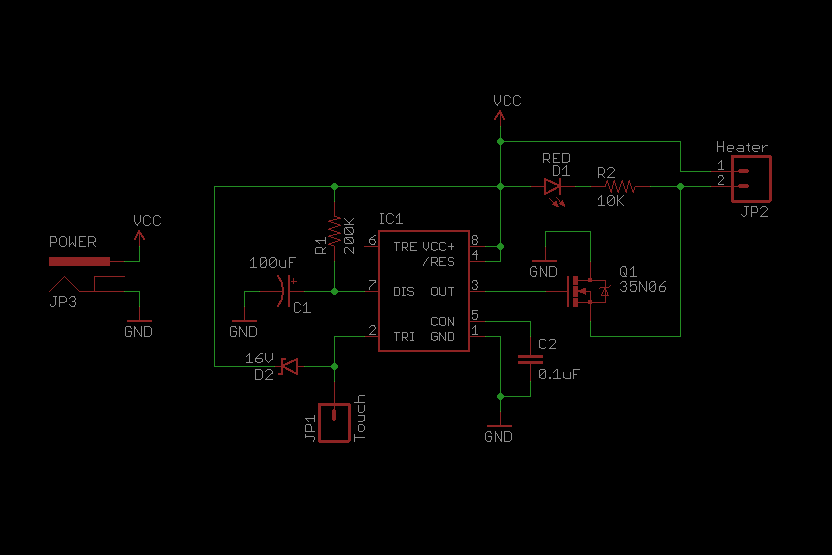 VCC
Heater
1
2
JP2
RED
D1
R2
10K
IC1
R1
200K
6
7
2
TRE
DIS
TRI
VCC+
/RES
OUT
CON
GND
8
4
3
5
1
100uF
+
C1
GND
16V
D2
JP1
Touch
POWER
VCC
JP3
GND
GND
Q1
35N06
C2
0.1uF
GND